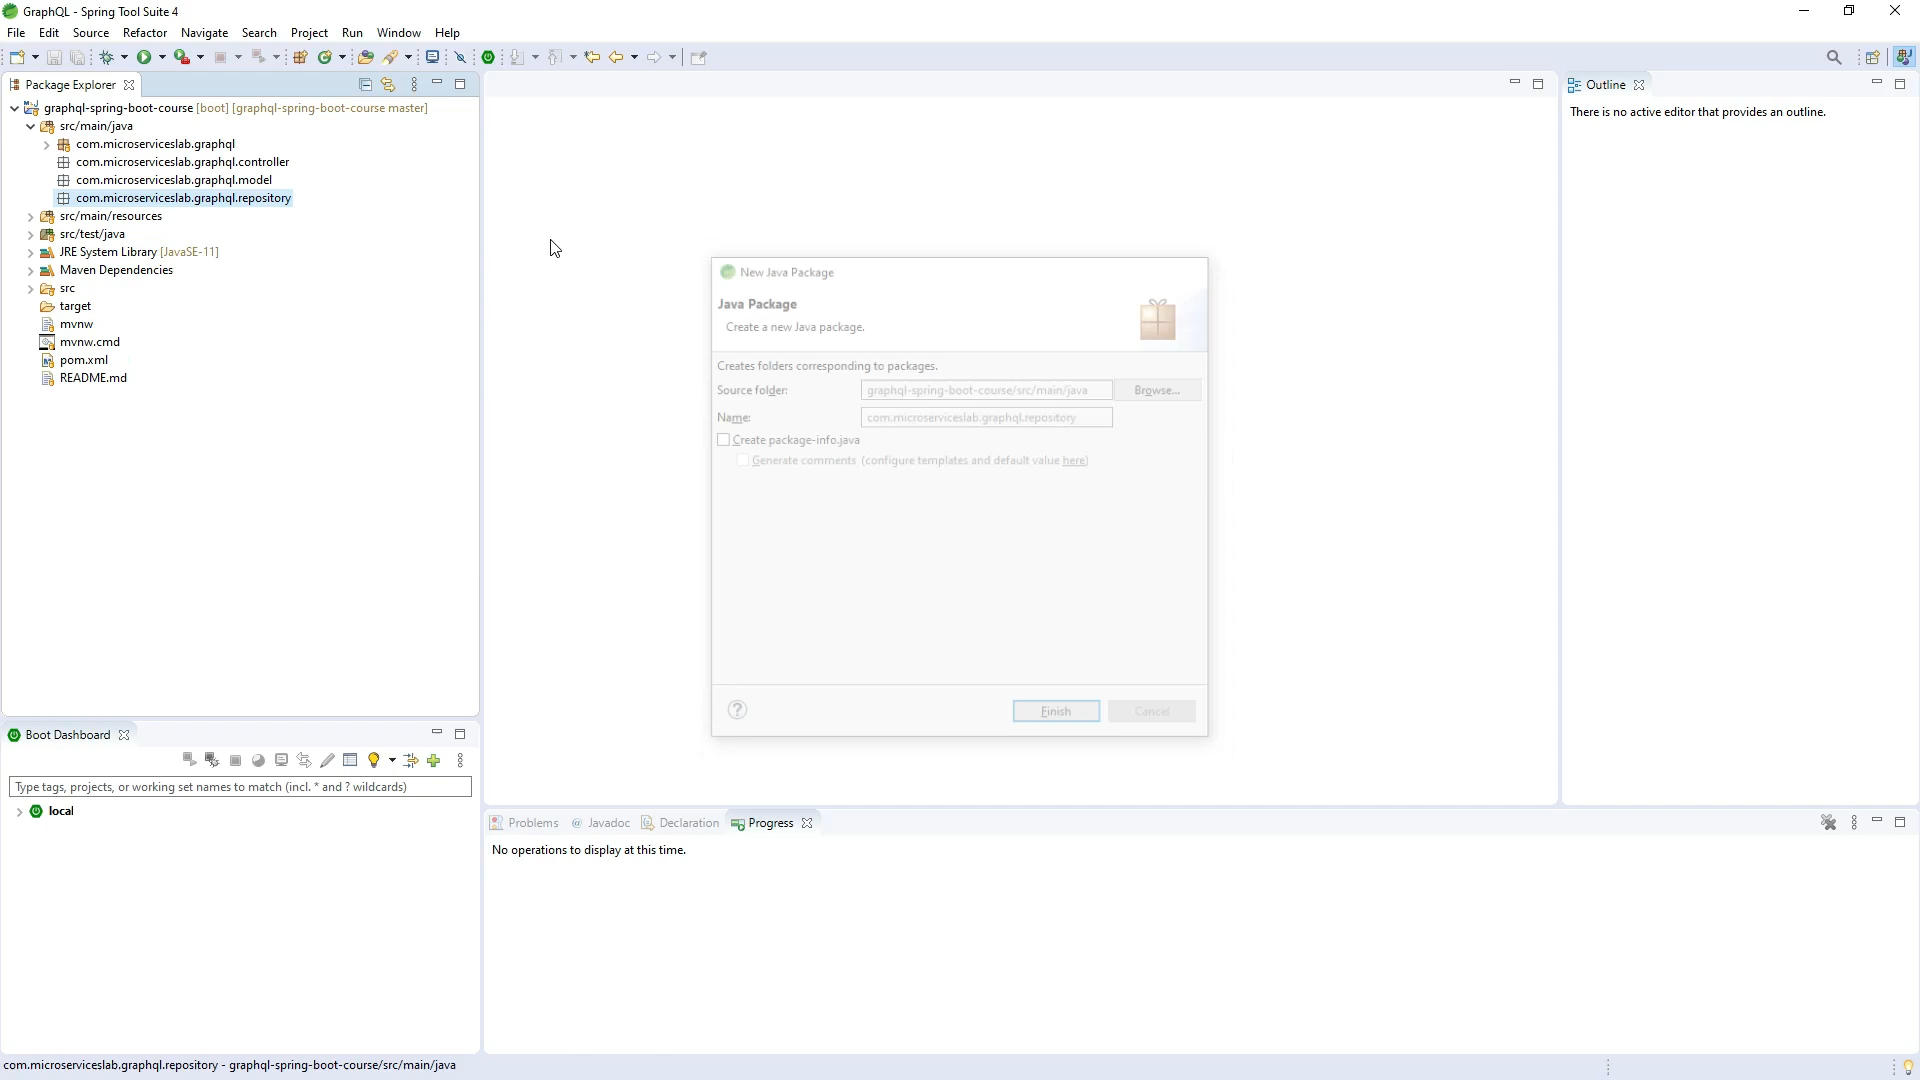 GraphQL - Spring Tool Suite 4
File Edit Source Refactor Navigate Search Project Run Window Help
Package Explorer
graphql-spring-boot-course [boot] [graphql-spring-boot-course master]
src/main/java
com.microserviceslab.graphql
com.microserviceslab.graphql.controller
com.microserviceslab.graphql.model
com.microserviceslab.graphql.repository
src/main/resources
src/test/java
JRE System Library [JavaSE-11]
Maven Dependencies
src
target
mvnw
mvnw.cmd
pom.xml
README.md
New Java Package
Java Package
Create a new Java package.
Creates folders corresponding to packages.
Source folder: graphql-spring-boot-course/src/main/java Browse...
Name: com.microserviceslab.graphql.repository
Create package-info.java
Generate comments (configure templates and default value here)
Finish Cancel
Outline
There is no active editor that provides an outline.
Boot Dashboard
Type tags, projects, or working set names to match (incl. * and ? wildcards)
local
Problems @ Javadoc Declaration Progress
No operations to display at this time.
com.microserviceslab.graphql.repository - graphql-spring-boot-course/src/main/java